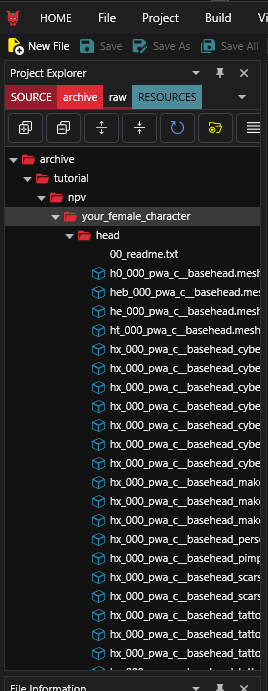 HOME File Project Build Vi
New File Save Save As Save All
Project Explorer
SOURCE archive raw RESOURCES
archive
tutorial
npv
your_female_character
head
00_readme.txt
h0_000_pwa_c__basehead.mesh
heb_000_pwa_c__basehead.mes
he_000_pwa_c__basehead.mesh
ht_000_pwa_c__basehead.mesh
hx_000_pwa_c__basehead_cybe
hx_000_pwa_c__basehead_cybe
hx_000_pwa_c__basehead_cybe
hx_000_pwa_c__basehead_cybe
hx_000_pwa_c__basehead_cybe
hx_000_pwa_c__basehead_cybe
hx_000_pwa_c__basehead_cybe
hx_000_pwa_c__basehead_mak
hx_000_pwa_c__basehead_mak
hx_000_pwa_c__basehead_mak
hx_000_pwa_c__basehead_pers
hx_000_pwa_c__basehead_pimp
hx_000_pwa_c__basehead_scars
hx_000_pwa_c__basehead_scars
hx_000_pwa_c__basehead_tatto
hx_000_pwa_c__basehead_tatto
hx_000_pwa_c__basehead_tatto
File Information